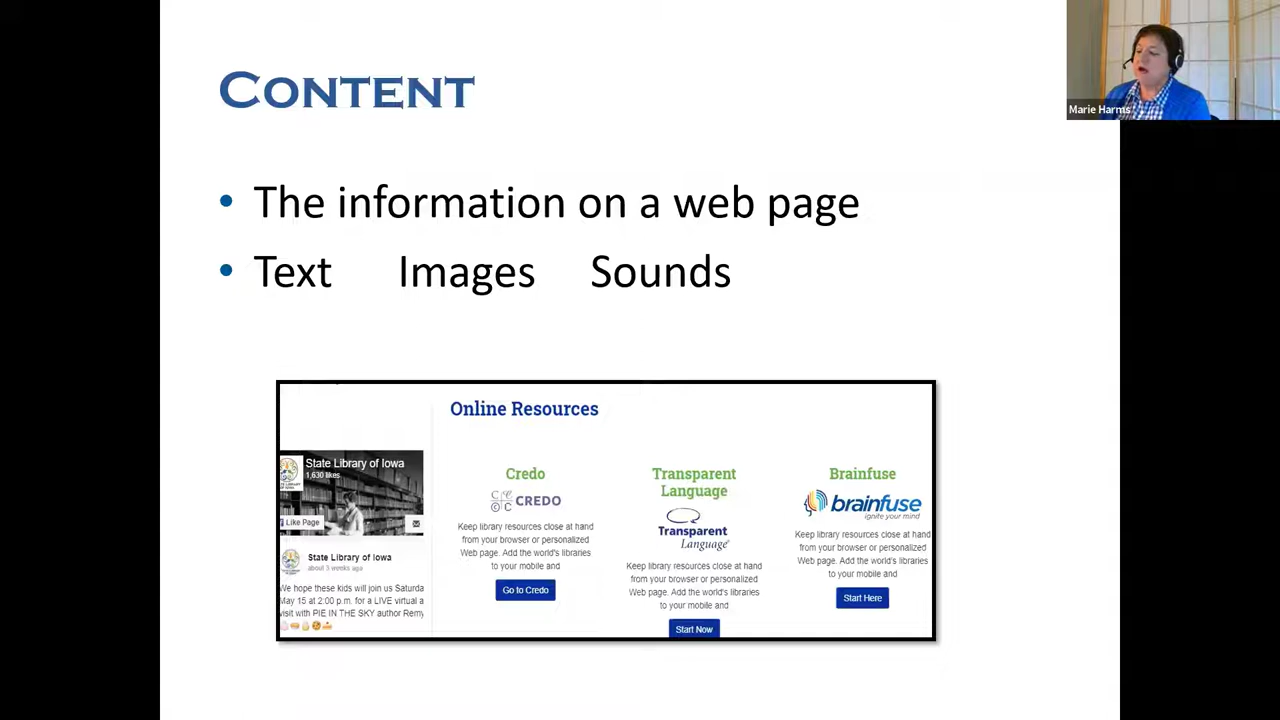 CONTENT
Marie Harms
• The information on a web page
• Text Images Sounds
Online Resources
State Library of Iowa
1,630 likes
Like Page
State Library of Iowa
about 3 weeks ago
We hope these kids will join us Saturda
May 15 at 2:00 p.m. for a LIVE virtual a
visit with PIE IN THE SKY author Remy
Credo
CREDO
Keep library resources close at hand
from your browser or personalized
Web page. Add the world's libraries
to your mobile and
Go to Credo
Transparent
Language
Transparent
Language®
Keep library resources close at hand
from your browser or personalized
Web page. Add the world's libraries
to your mobile and
Start Now
Brainfuse
brainfuse
ignite your mind
Keep library resources close at hand
from your browser or personalized
Web page. Add the world's libraries
to your mobile and
Start Here